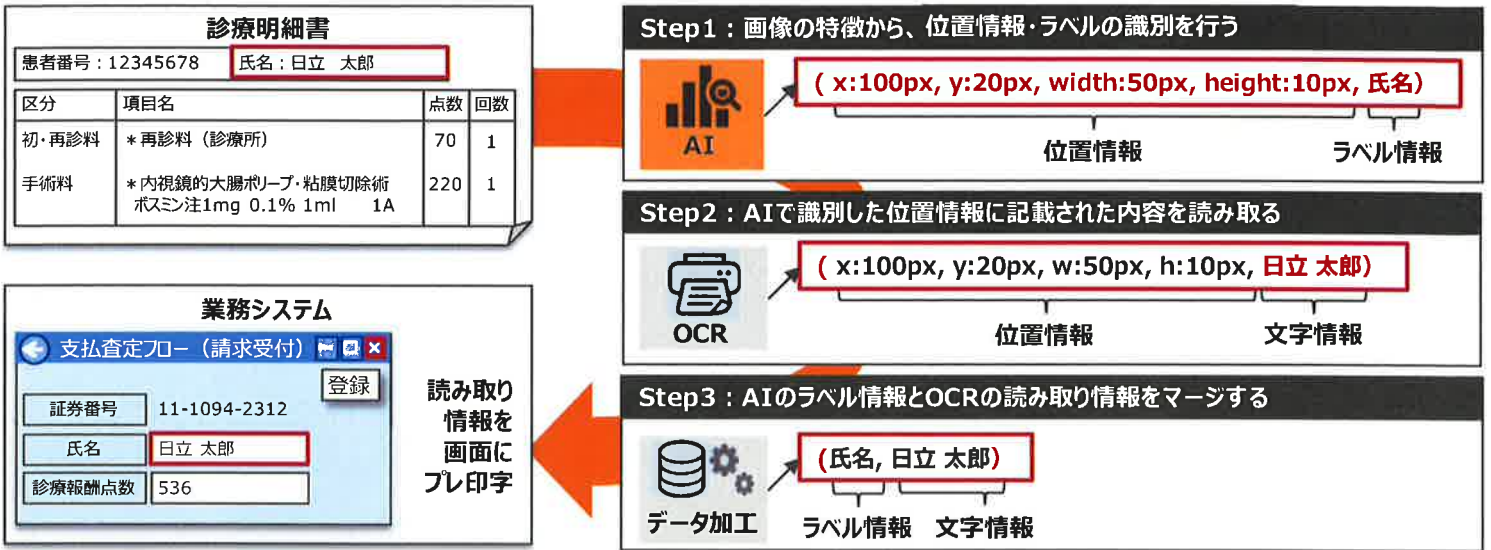 診療明細書
患者番号：12345678 氏名：日立 太郎
区分 項目名 点数 回数
初・再診料 ＊再診料（診療所） 70 1
手術料 ＊内視鏡的大腸ポリープ・粘膜切除術 220 1
ボスミン注1mg 0.1% 1ml 1A
Step1：画像の特徴から、位置情報・ラベルの識別を行う
AI
( x:100px, y:20px, width:50px, height:10px, 氏名)
位置情報 ラベル情報
Step2：AIで識別した位置情報に記載された内容を読み取る
OCR
( x:100px, y:20px, w:50px, h:10px, 日立 太郎)
位置情報 文字情報
Step3：AIのラベル情報とOCRの読み取り情報をマージする
データ加工
(氏名, 日立 太郎)
ラベル情報 文字情報
読み取り
情報を
画面に
プレ印字
業務システム
支払査定フロー（請求受付）
登録
証券番号 11-1094-2312
氏名 日立 太郎
診療報酬点数 536